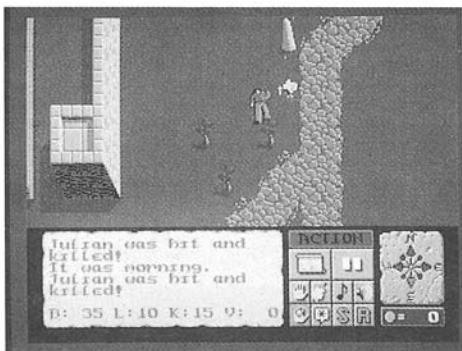 Julian was hit and
killed!
It was morning.
Julian was hit and
killed!
B: 35 L:10 K:15 V: 0
ACTION
S R
N
= 0